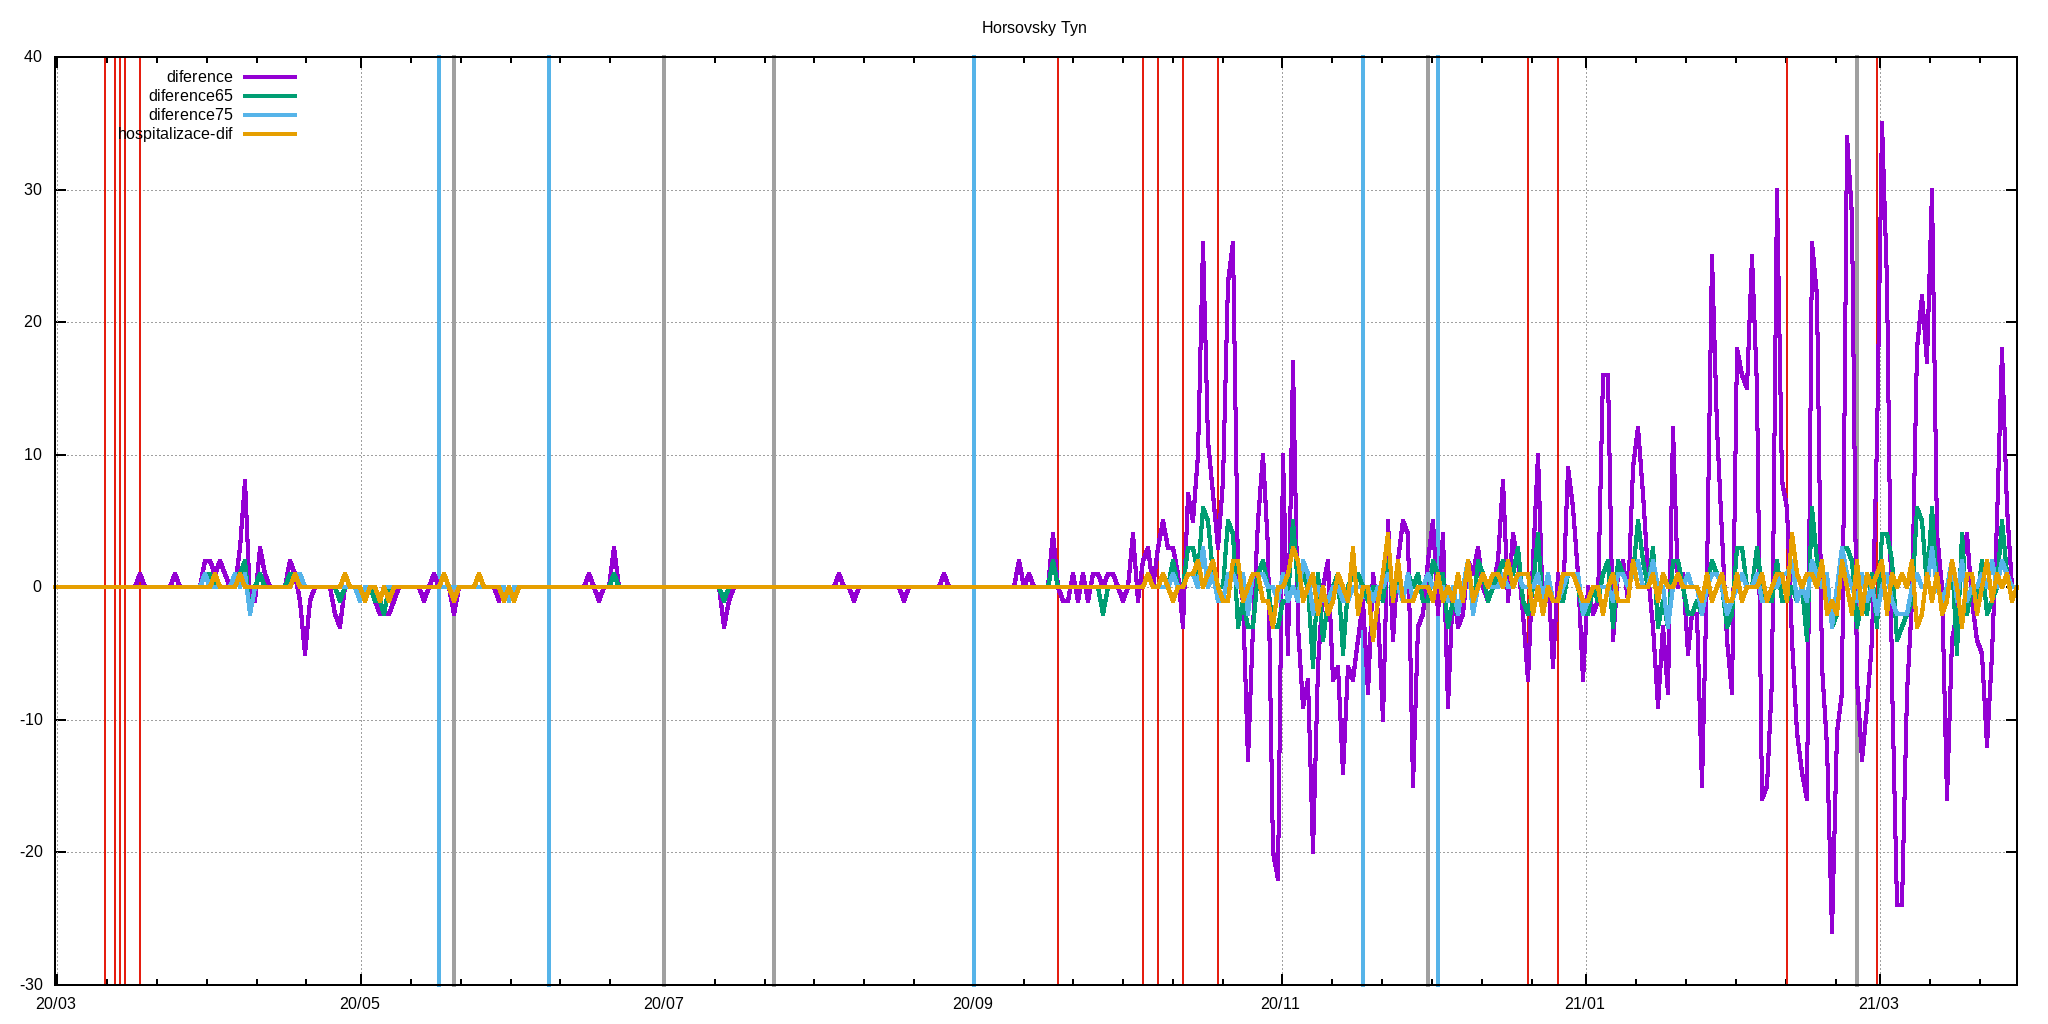 Horsovsky Tyn
40
30
20
10
0
-10
-20
-30
diference
diference65
diference75
hospitalizace-dif
20/03 20/05 20/07 20/09 20/11 21/01 21/03